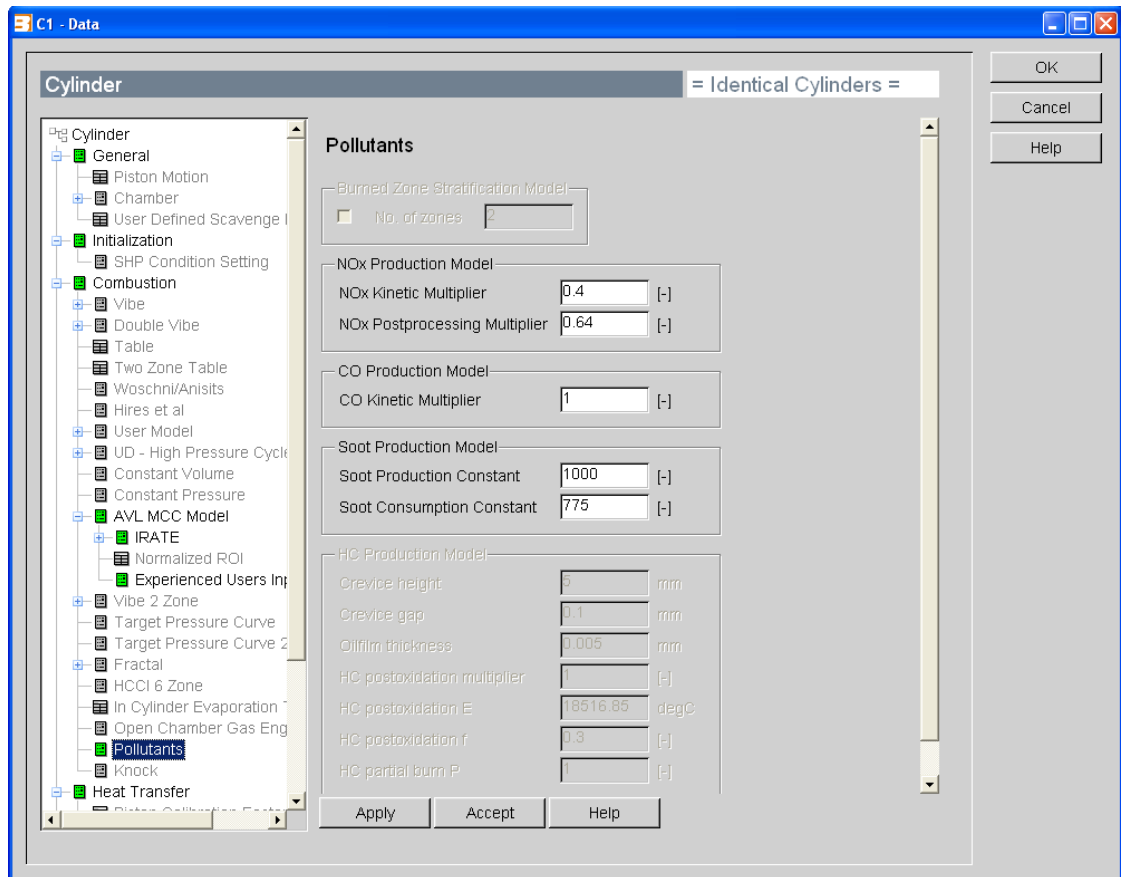 C1 - Data
Cylinder
= Identical Cylinders =
OK
Cancel
Help
Cylinder
General
Piston Motion
Chamber
User Defined Scavenge
Initialization
SHP Condition Setting
Combustion
Vibe
Double Vibe
Table
Two Zone Table
Woschni/Anisits
Hires et al
User Model
UD - High Pressure Cycle
Constant Volume
Constant Pressure
AVL MCC Model
IRATE
Normalized ROI
Experienced Users Inp
Vibe 2 Zone
Target Pressure Curve
Target Pressure Curve 2
Fractal
HCCI 6 Zone
In Cylinder Evaporation
Open Chamber Gas Eng
Pollutants
Knock
Heat Transfer
Pollutants
Burned Zone Stratification Model
No. of zones 2
NOx Production Model
NOx Kinetic Multiplier 0.4 [-]
NOx Postprocessing Multiplier 0.64 [-]
CO Production Model
CO Kinetic Multiplier 1 [-]
Soot Production Model
Soot Production Constant 1000 [-]
Soot Consumption Constant 775 [-]
HC Production Model
Crevice height 5 mm
Crevice gap 0.1 mm
Oilfilm thickness 0.005 mm
HC postoxidation multiplier 1 [-]
HC postoxidation E 18516.85 degC
HC postoxidation f 0.3 [-]
HC partial burn P 1 [-]
Apply
Accept
Help